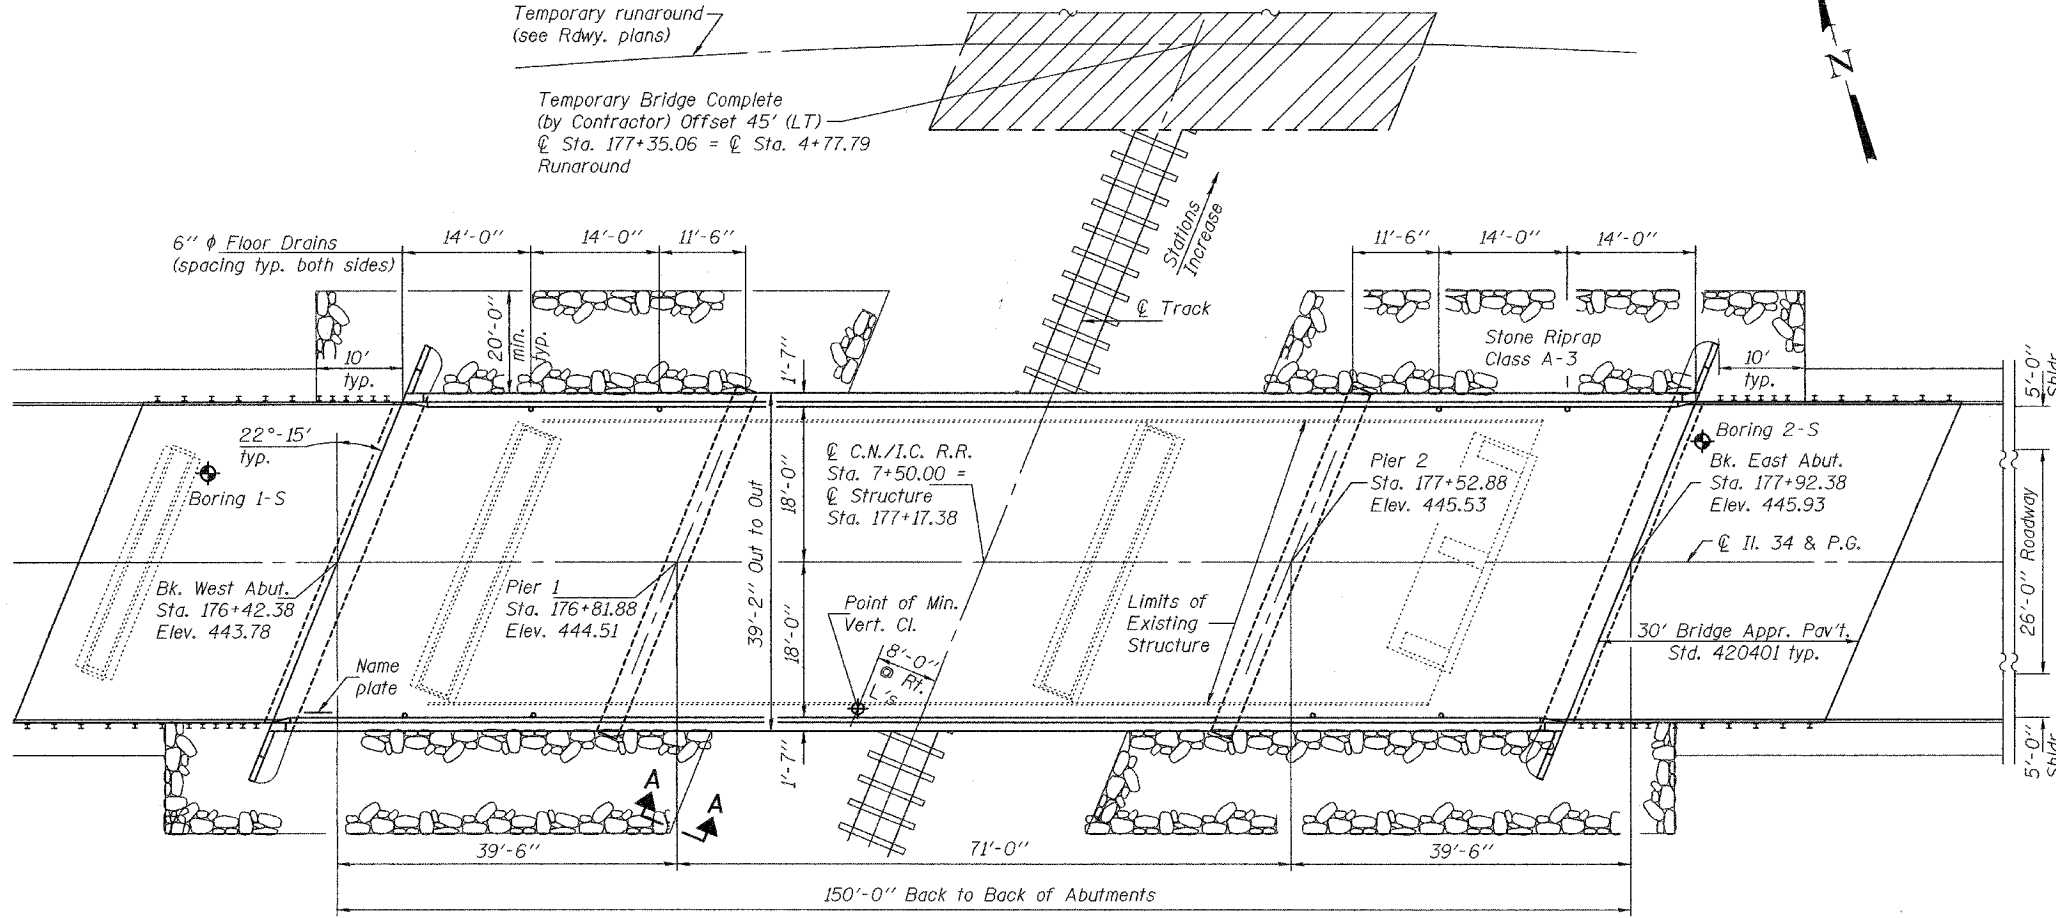 Temporary runaround
(see Rdwy. plans)
N
Temporary Bridge Complete
(by Contractor) Offset 45' (LT)
℄ Sta. 177+35.06 = ℄ Sta. 4+77.79
Runaround
Stations
Increase
6'' ϕ Floor Drains
(spacing typ. both sides)
14'-0''
14'-0''
11'-6''
11'-6''
14'-0''
14'-0''
℄ Track
20'-0''
min.
typ.
10'
typ.
1'-7''
Stone Riprap
Class A-3
10'
typ.
5'-0''
Shldr.
22°-15'
typ.
Boring 1-S
39'-2'' Out to Out
18'-0''
℄ C.N./I.C. R.R.
Sta. 7+50.00 =
℄ Structure
Sta. 177+17.38
Pier 2
Sta. 177+52.88
Elev. 445.53
Boring 2-S
Bk. East Abut.
Sta. 177+92.38
Elev. 445.93
℄ Il. 34 & P.G.
26'-0'' Roadway
Bk. West Abut.
Sta. 176+42.38
Elev. 443.78
Pier 1
Sta. 176+81.88
Elev. 444.51
18'-0''
Point of Min.
Vert. Cl.
Limits of
Existing
Structure
30' Bridge Appr. Pav't.
Std. 420401 typ.
Name
plate
8'-0''
@ Rt.
L's
1'-7''
5'-0''
Shldr.
A
A
39'-6''
71'-0''
39'-6''
150'-0'' Back to Back of Abutments